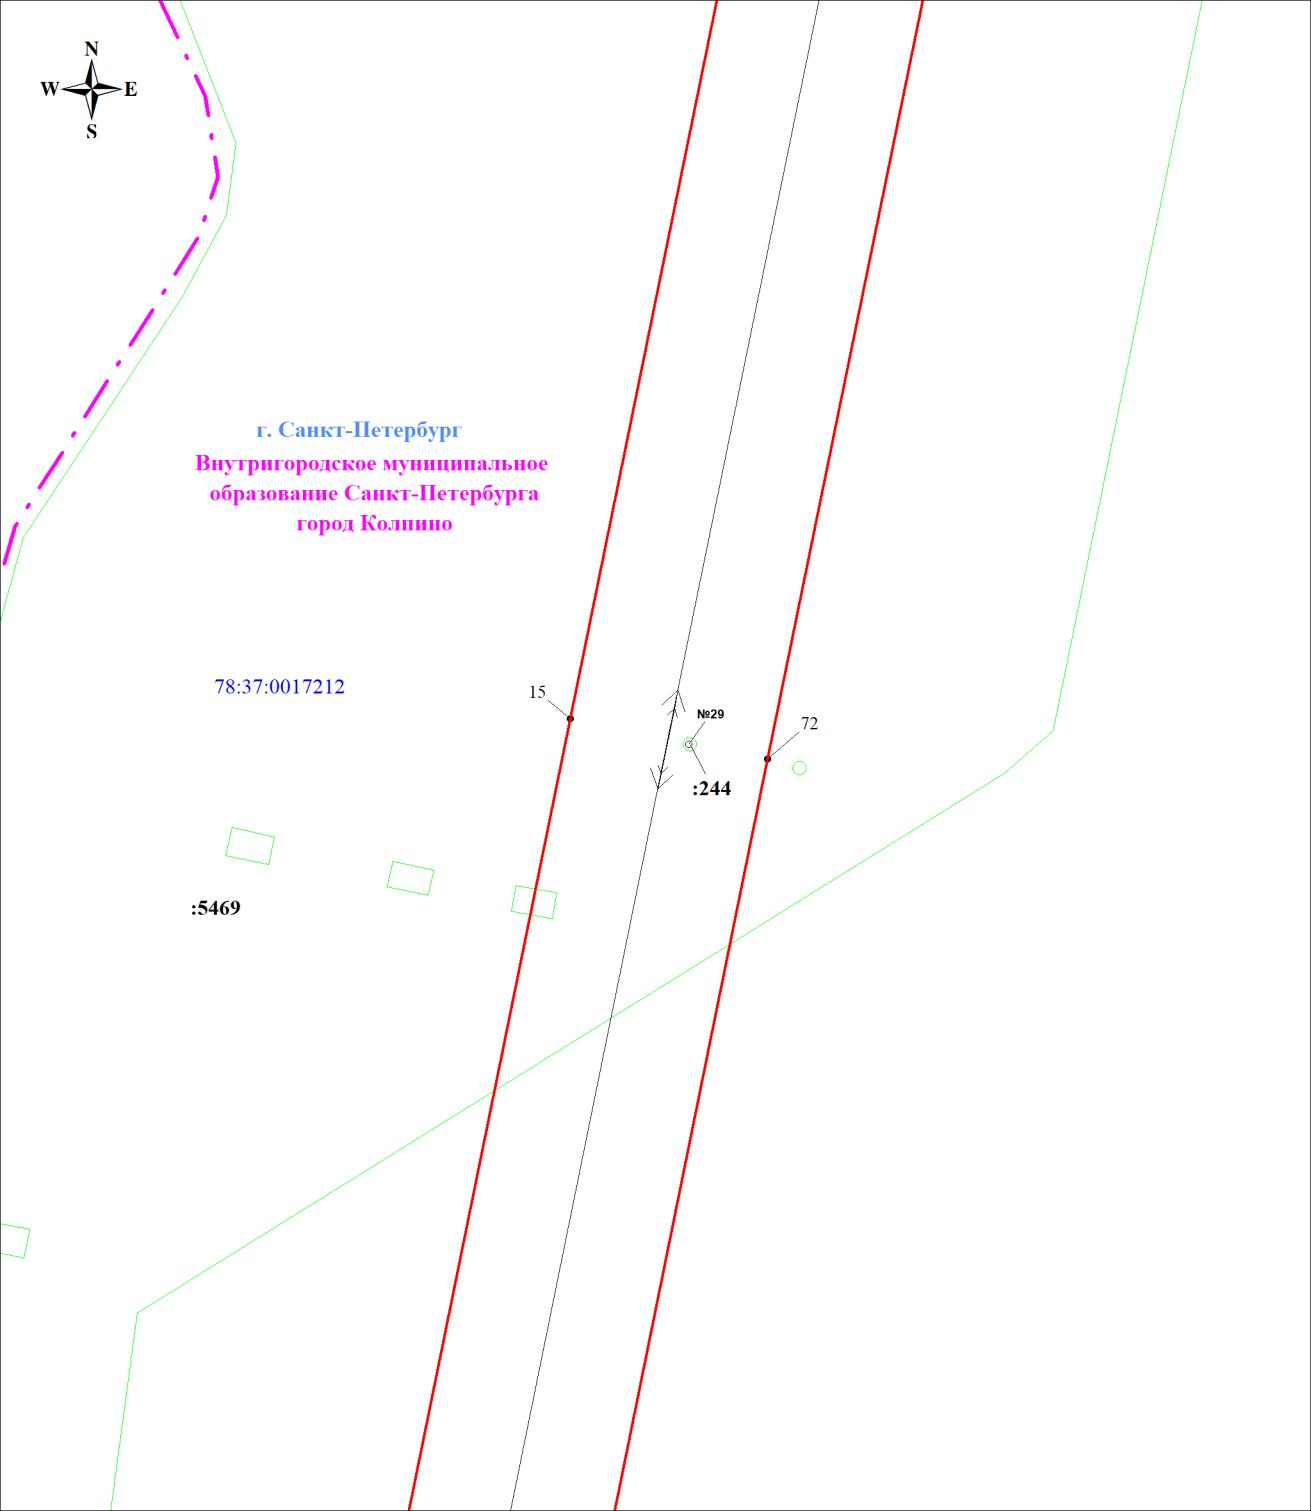 N
W E
S
г. Санкт-Петербург
Внутригородское муниципальное
образование Санкт-Петербурга
город Колпино
78:37:0017212
15
№29
72
:244
:5469